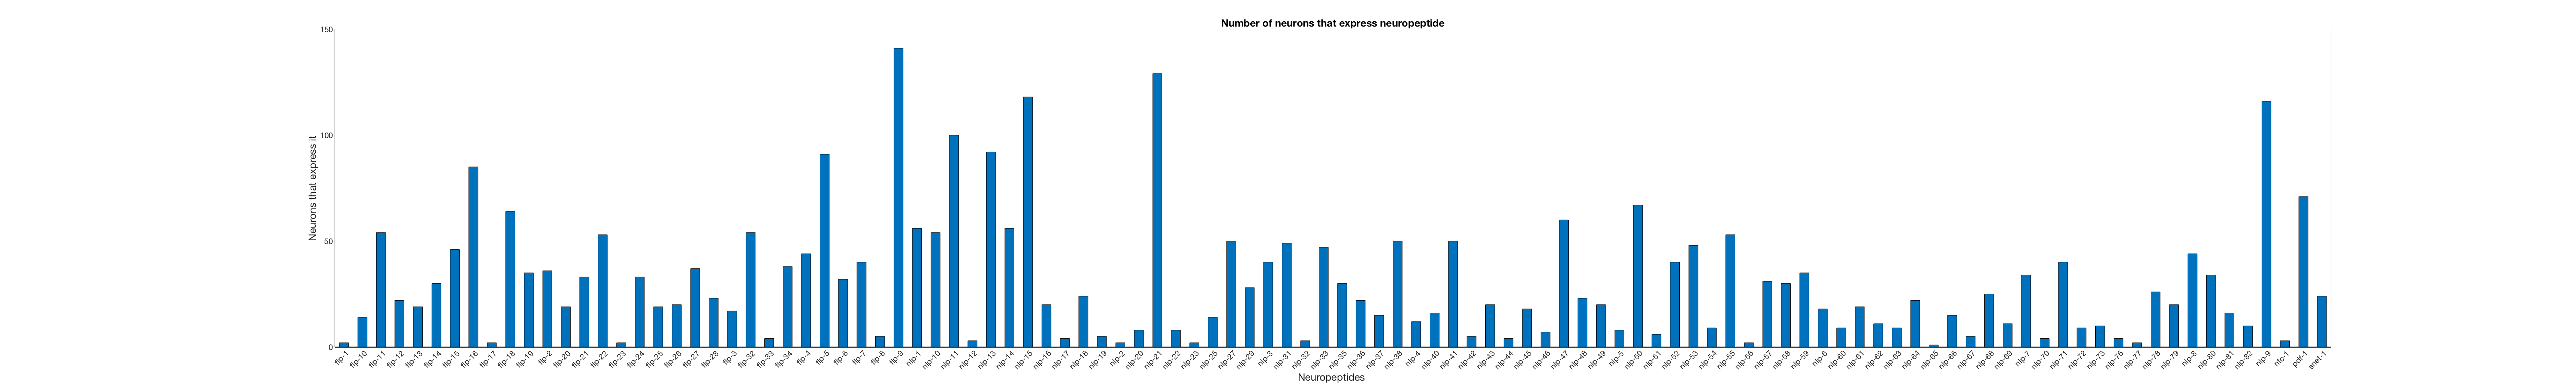 Number of neurons that express neuropeptide
150
100
50
0
Neurons that express it
flp-1 flp-10 flp-11 flp-12 flp-13 flp-14 flp-15 flp-16 flp-17 flp-18 flp-19 flp-2 flp-20 flp-21 flp-22 flp-23 flp-24 flp-25 flp-26 flp-27 flp-28 flp-3 flp-32 flp-33 flp-34 flp-4 flp-5 flp-6 flp-7 flp-8 flp-9 nlp-1 nlp-10 nlp-11 nlp-12 nlp-13 nlp-14 nlp-15 nlp-16 nlp-17 nlp-18 nlp-19 nlp-2 nlp-20 nlp-21 nlp-22 nlp-23 nlp-25 nlp-27 nlp-29 nlp-3 nlp-31 nlp-32 nlp-33 nlp-35 nlp-36 nlp-37 nlp-38 nlp-4 nlp-40 nlp-41 nlp-42 nlp-43 nlp-44 nlp-45 nlp-46 nlp-47 nlp-48 nlp-49 nlp-5 nlp-50 nlp-51 nlp-52 nlp-53 nlp-54 nlp-55 nlp-56 nlp-57 nlp-58 nlp-59 nlp-6 nlp-60 nlp-61 nlp-62 nlp-63 nlp-64 nlp-65 nlp-66 nlp-67 nlp-68 nlp-69 nlp-7 nlp-70 nlp-71 nlp-72 nlp-73 nlp-76 nlp-77 nlp-78 nlp-79 nlp-8 nlp-80 nlp-81 nlp-82 nlp-9 ntc-1 pdf-1 snet-1
Neuropeptides